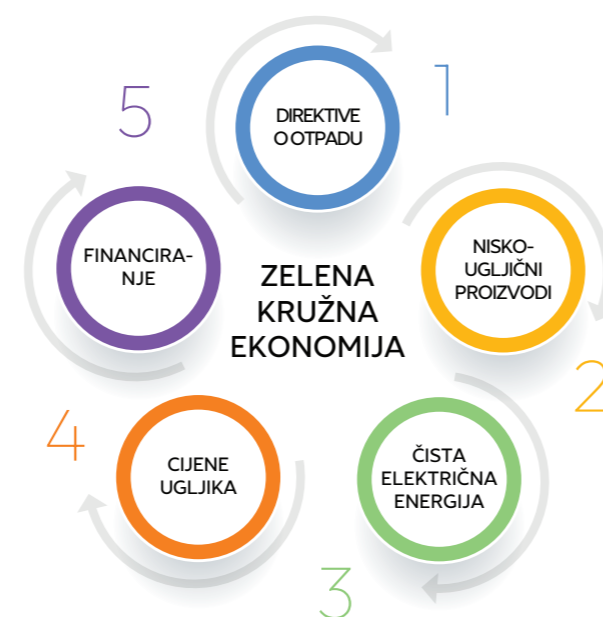 1
DIREKTIVE
O OTPADU
2
NISKO-
UGLJIČNI
PROIZVODI
3
ČISTA
ELEKTRIČNA
ENERGIJA
4
CIJENE
UGLJIKA
5
FINANCIRA-
NJE
ZELENA
KRUŽNA
EKONOMIJA